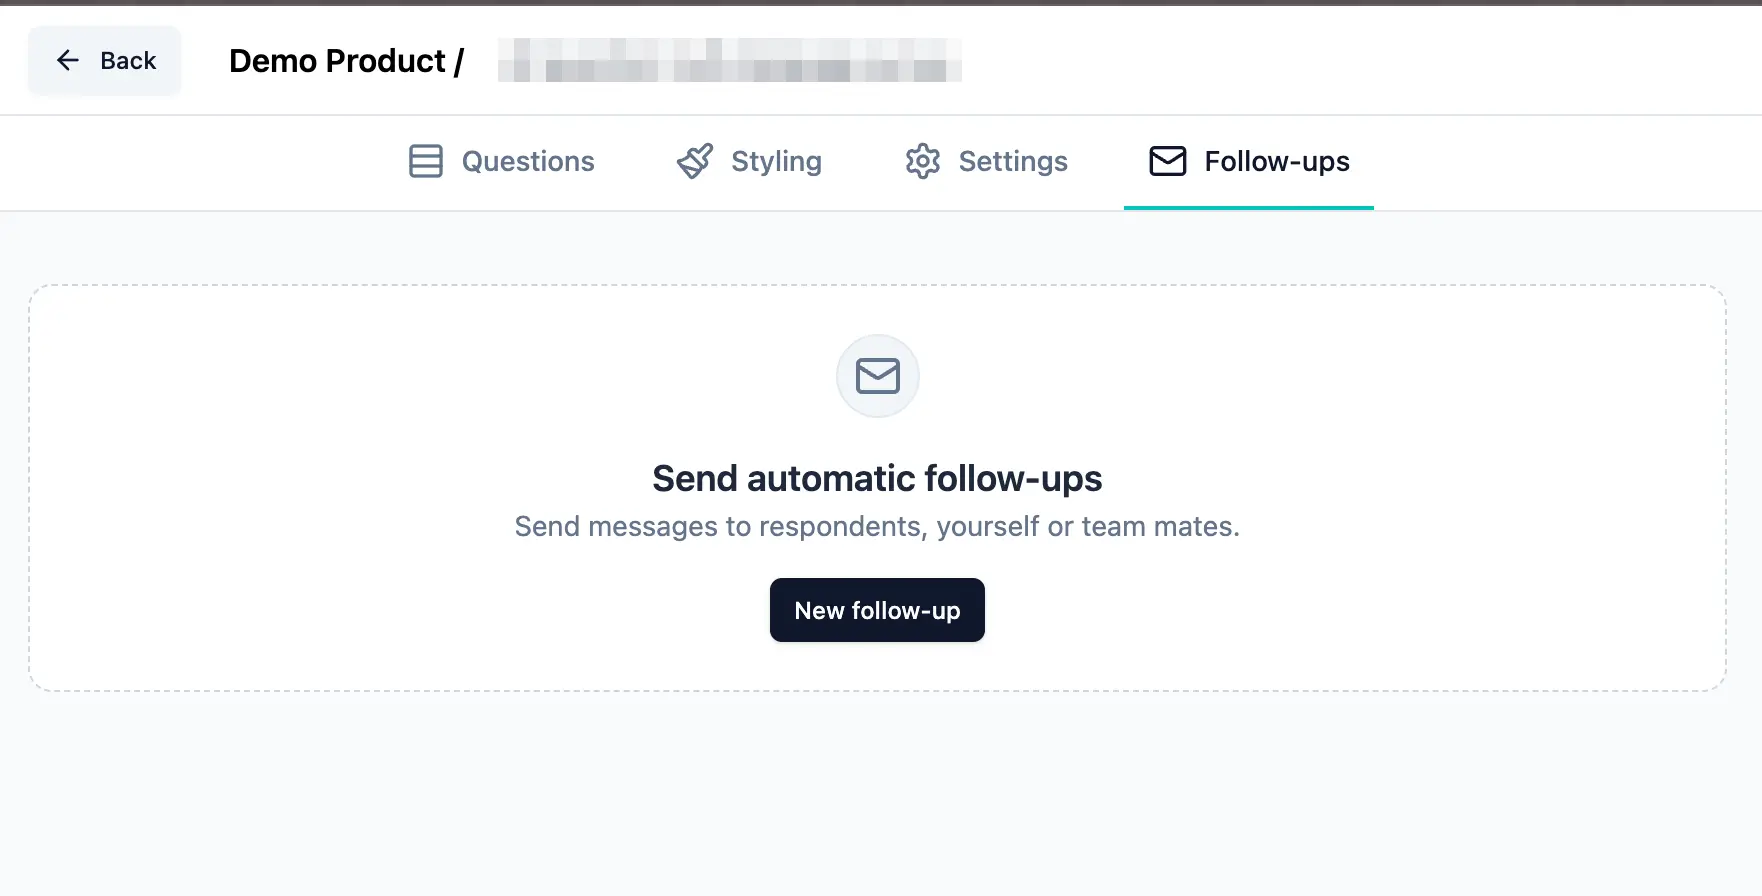 Back
Demo Product /
Questions
Styling
Settings
Follow-ups
Send automatic follow-ups
Send messages to respondents, yourself or team mates.
New follow-up